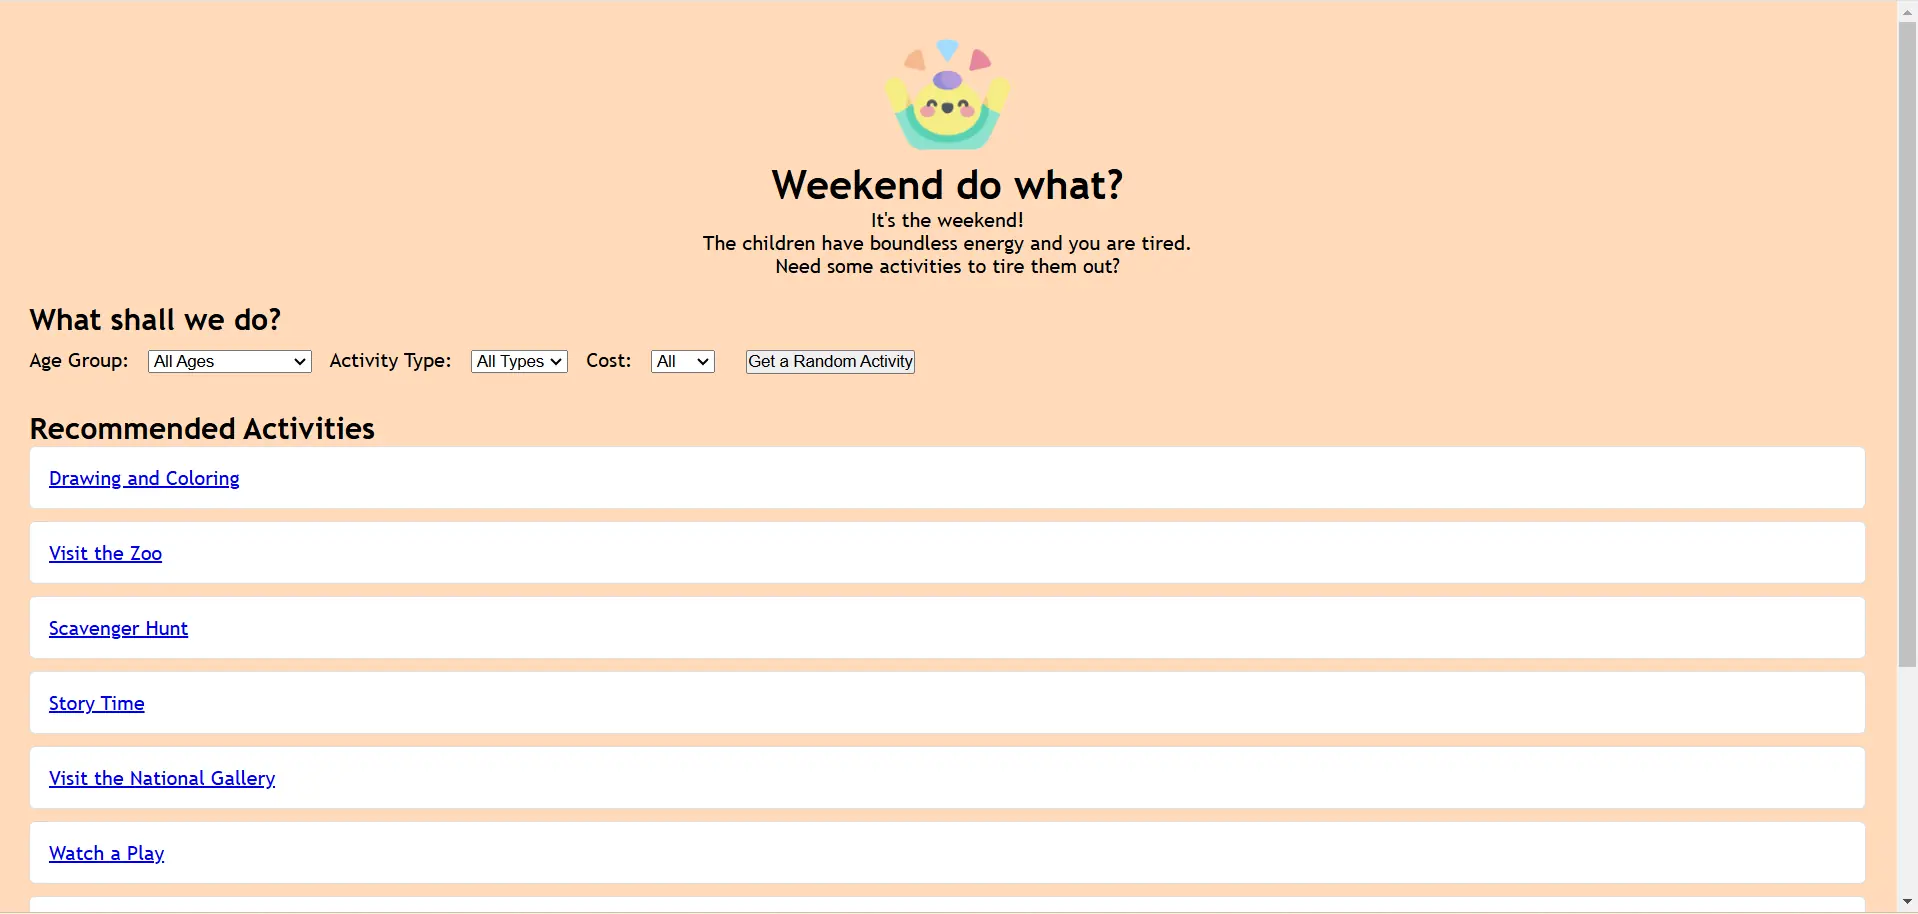 Weekend do what?
It's the weekend!
The children have boundless energy and you are tired.
Need some activities to tire them out?
What shall we do?
Age Group: All Ages Activity Type: All Types Cost: All Get a Random Activity
Recommended Activities
Drawing and Coloring
Visit the Zoo
Scavenger Hunt
Story Time
Visit the National Gallery
Watch a Play